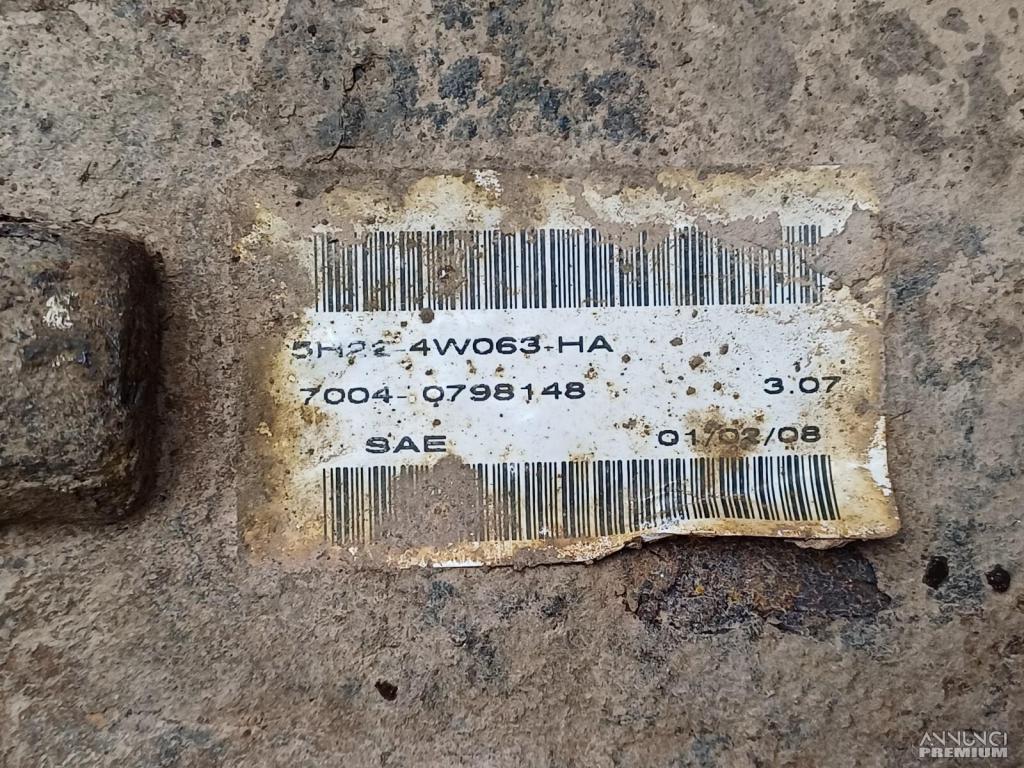 5H22-4W063-HA
7004-0798148 3.07
SAE 01/02/08
ANNUNCI
PREMIUM